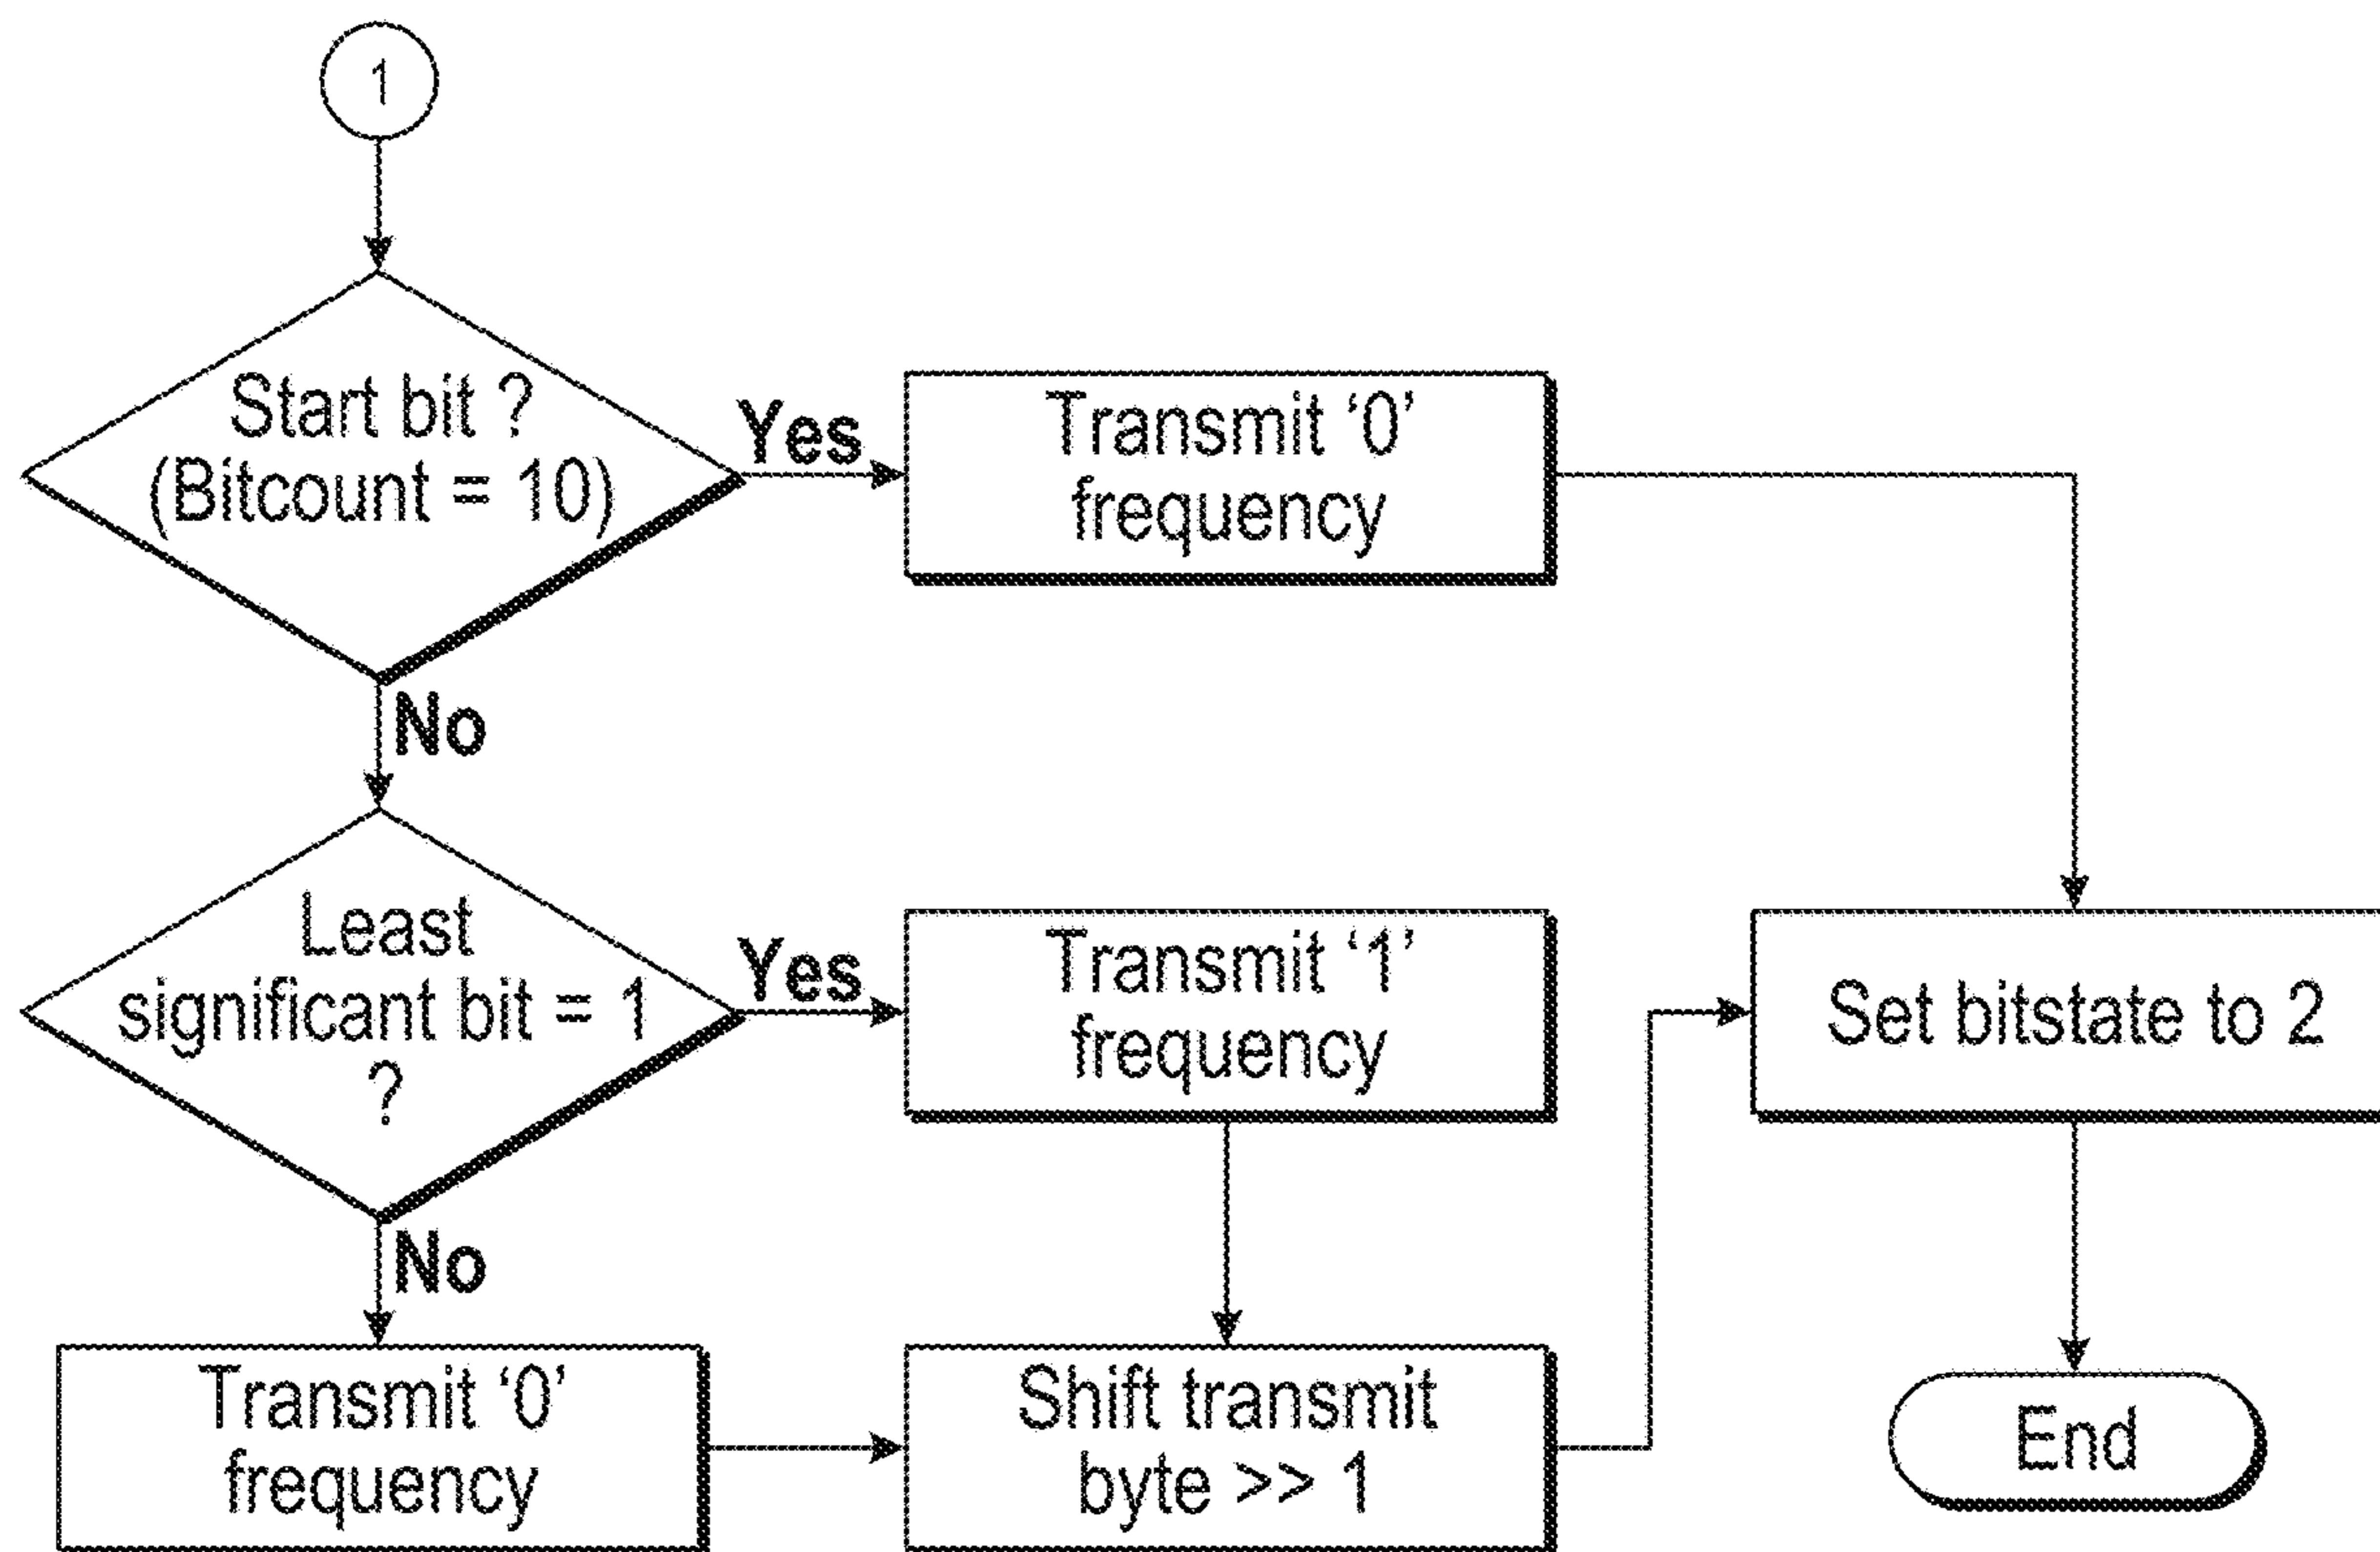 1
Start bit ?
(Bitcount = 10)
Yes
Transmit ‘0’
frequency
No
Least
significant bit = 1
?
Yes
Transmit ‘1’
frequency
Set bitstate to 2
No
Transmit ‘0’
frequency
Shift transmit
byte >> 1
End